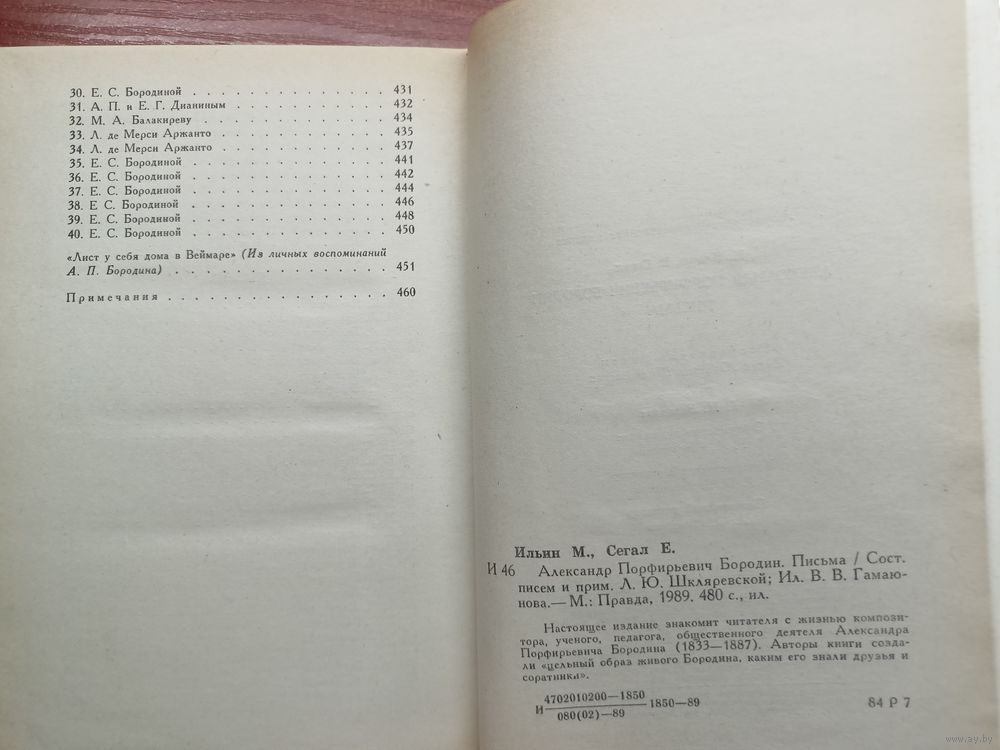 30. Е. С. Бородиной . . . . . . . . . . . . . 431
31. А. П. и Е. Г. Дианиным . . . . . . . . . . 432
32. М. А. Балакиреву . . . . . . . . . . . . 434
33. Л. де Мерси Аржанто . . . . . . . . . . . 435
34. Л. де Мерси Аржанто . . . . . . . . . . . 437
35. Е. С. Бородиной . . . . . . . . . . . . . 441
36. Е. С. Бородиной . . . . . . . . . . . . . 442
37. Е. С. Бородиной . . . . . . . . . . . . . 444
38. Е С. Бородиной . . . . . . . . . . . . . 446
39. Е. С. Бородиной . . . . . . . . . . . . . 448
40. Е. С. Бородиной . . . . . . . . . . . . . 450
«Лист у себя дома в Веймаре» (Из личных воспоминаний
А. П. Бородина) . . . . . . . . . . . . . . 451
Примечания . . . . . . . . . . . . . . . . 460
Ильин М., Сегал Е.
И 46 Александр Порфирьевич Бородин. Письма / Сост.
писем и прим. Л. Ю. Шкляревской; Ил. В. В. Гамаю-
нова.— М.: Правда, 1989. 480 с., ил.
Настоящее издание знакомит читателя с жизнью компози-
тора, ученого, педагога, общественного деятеля Александра
Порфирьевича Бородина (1833—1887). Авторы книги созда-
ли «цельный образ живого Бородина, каким его знали друзья и
соратники».
4702010200—1850
И 1850—89
080(02)—89
84 Р 7
www.ay.by